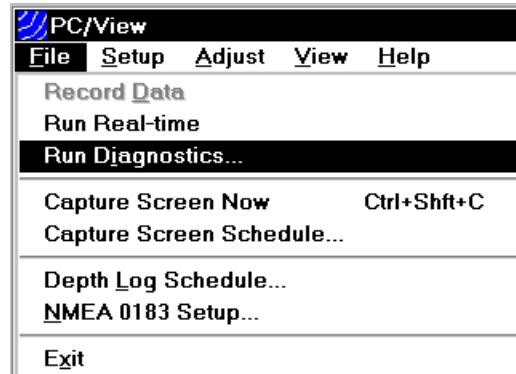 PC/View
File Setup Adjust View Help
Record Data
Run Real-time
Run Diagnostics...
Capture Screen Now Ctrl+Shft+C
Capture Screen Schedule...
Depth Log Schedule...
NMEA 0183 Setup...
Exit